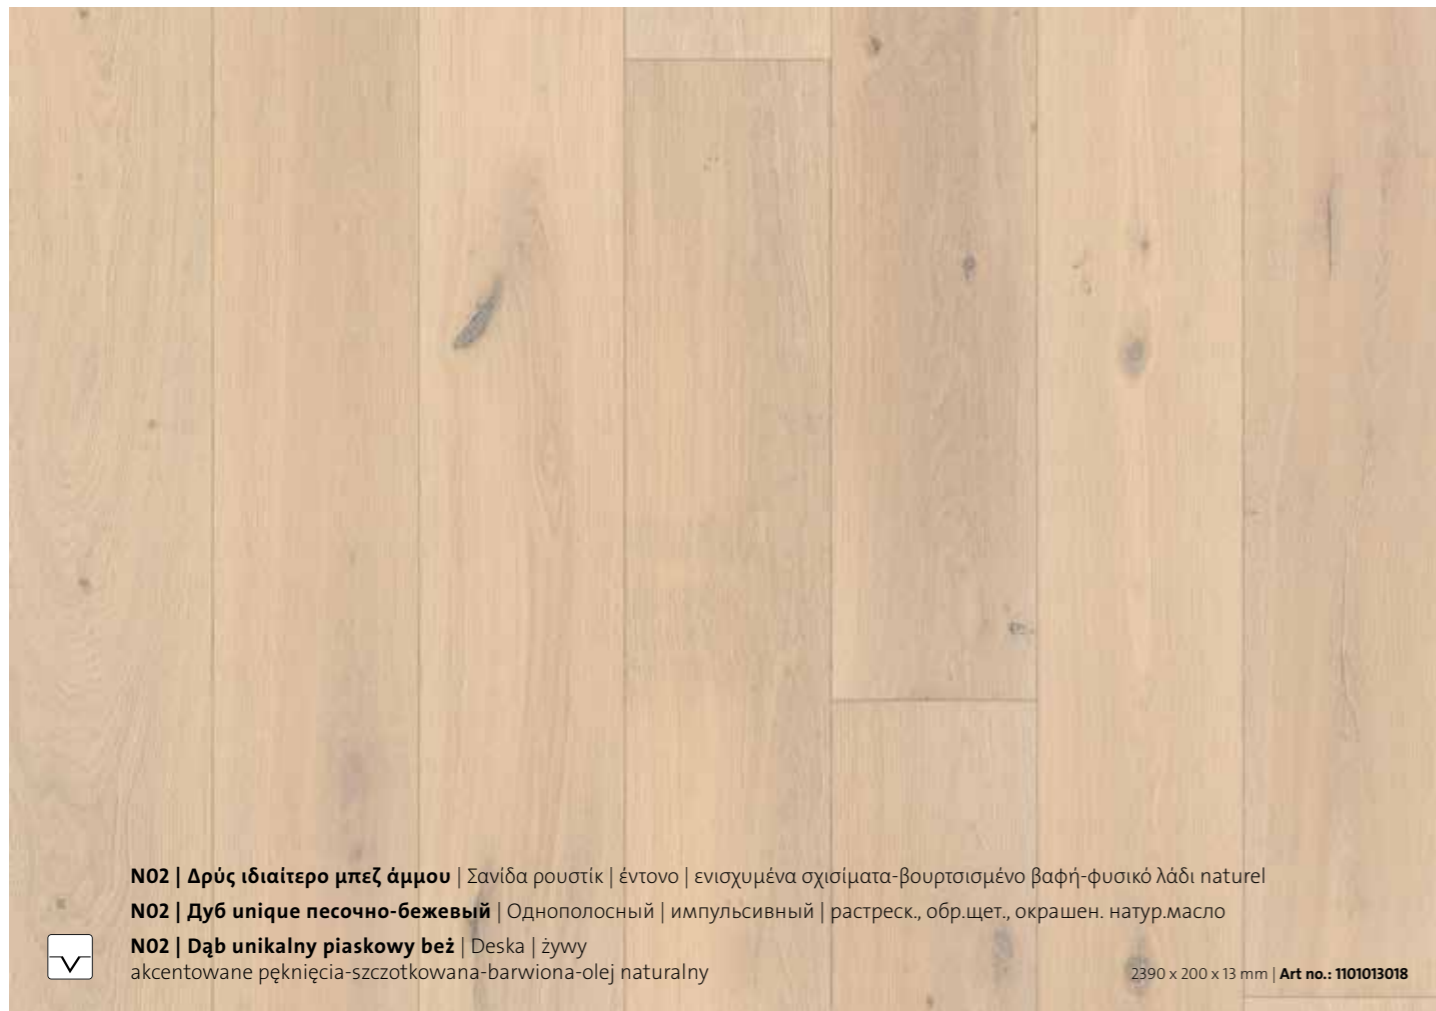 N02 | Δρύς ιδιαίτερο μπεζ άμμου | Σανίδα ρουστίκ | έντονο | ενισχυμένα σχισίματα-βουρτσισμένο βαφή-φυσικό λάδι naturel
N02 | Дуб unique песочно-бежевый | Однополосный | импульсивный | растреск., обр.щет., окрашен. натур.масло
N02 | Dąb unikalny piaskowy beż | Deska | żywy
akcentowane pęknięcia-szczotkowana-barwiona-olej naturalny
2390 x 200 x 13 mm | Art no.: 1101013018